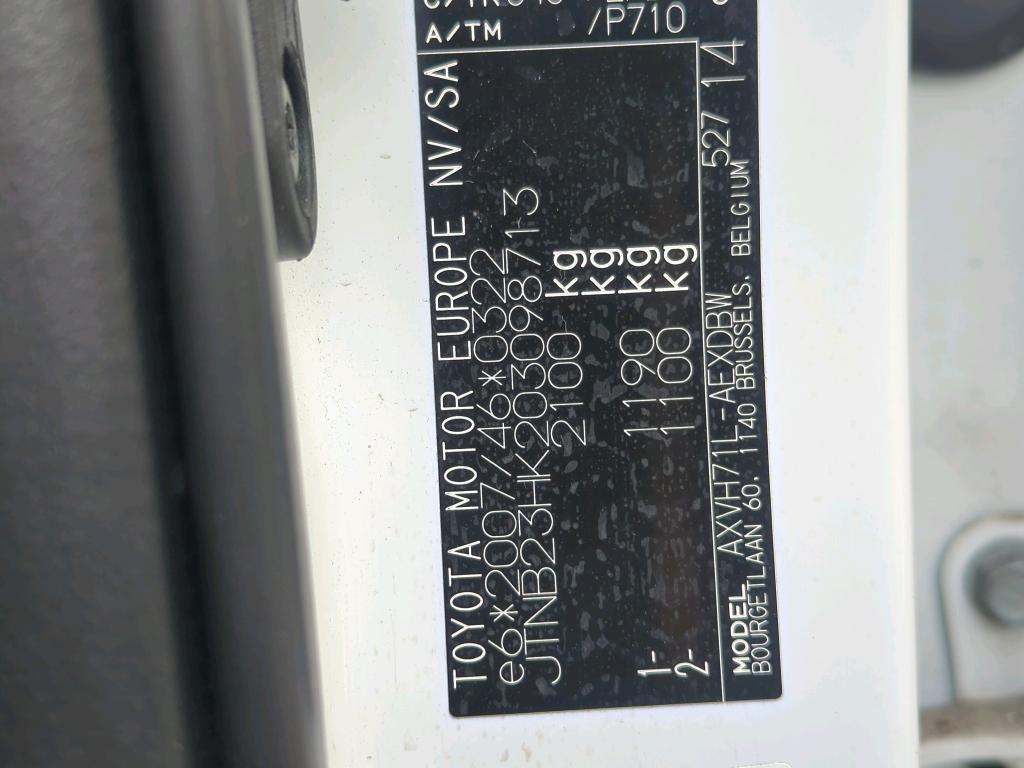 TOYOTA MOTOR EUROPE NV/SA
e6*2007/46*0322
JTNB23HK203098713
2100 kg
kg
1- 1190 kg
2- 1100 kg
MODEL AXVH71L-AEXDBW 527 14
BOURGETLAAN 60. 1140 BRUSSELS. BELGIUM
A/TM /P710